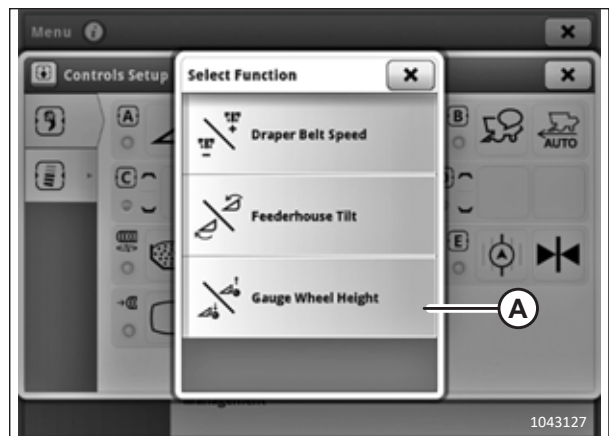 Menu i
Controls Setup
Select Function
A
Draper Belt Speed
B
AUTO
C
Feederhouse Tilt
E
Gauge Wheel Height
A
1043127